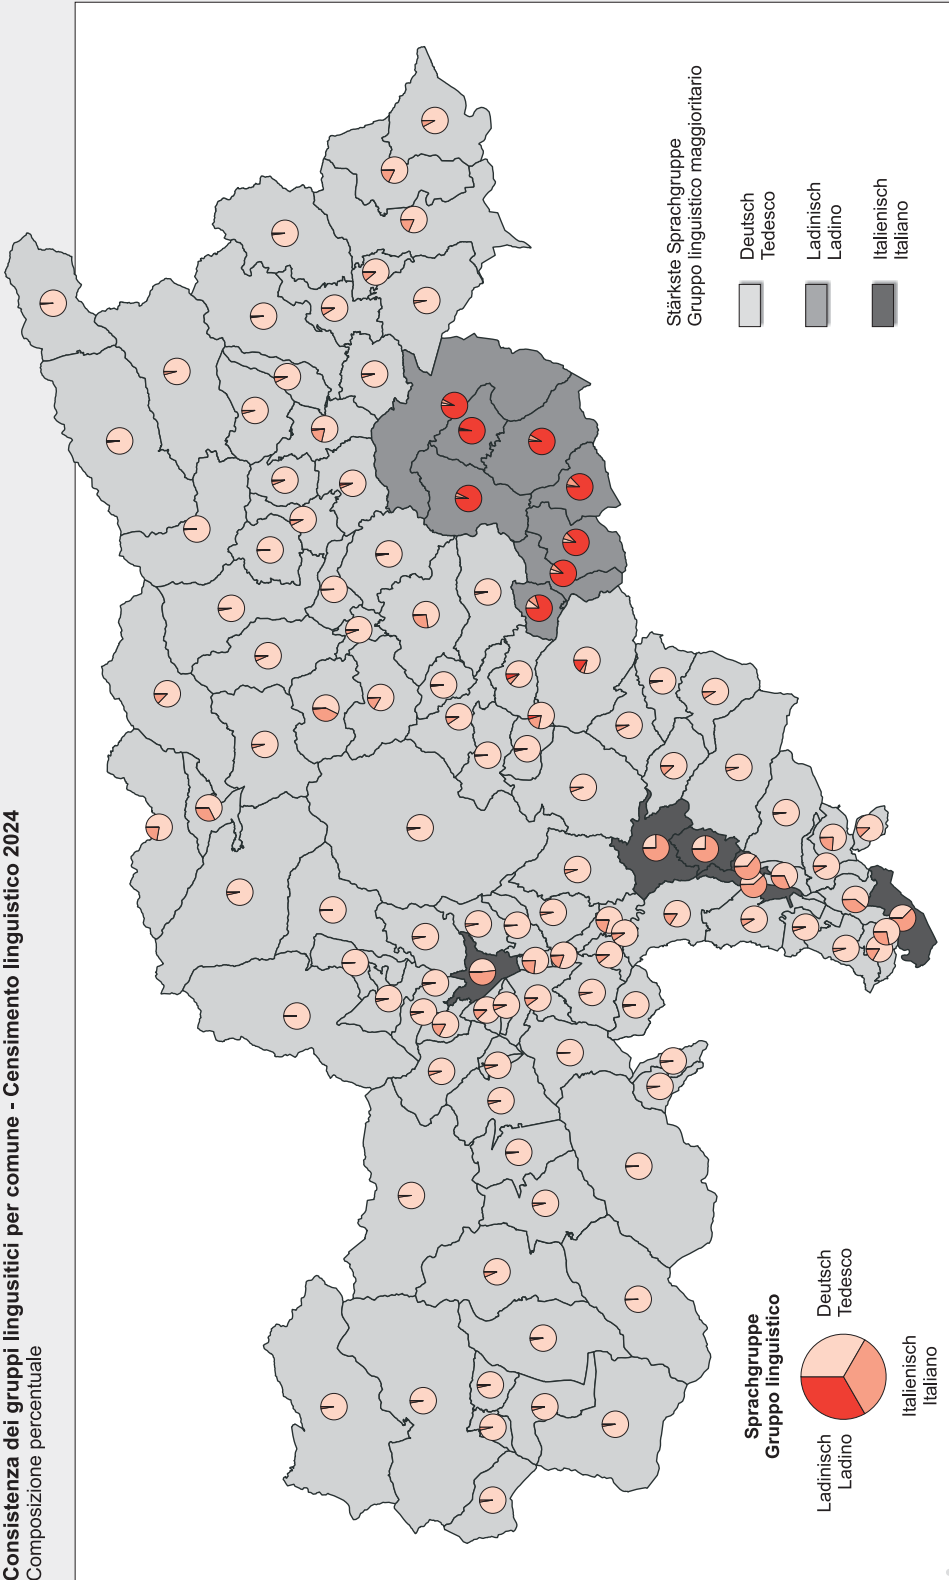 Consistenza dei gruppi lingusitici per comune - Censimento linguistico 2024
Composizione percentuale
Stärkste Sprachgruppe
Gruppo linguistico maggioritario
Deutsch
Tedesco
Ladinisch
Ladino
Italienisch
Italiano
Sprachgruppe
Gruppo linguistico
Deutsch
Tedesco
Ladinisch
Ladino
Italienisch
Italiano